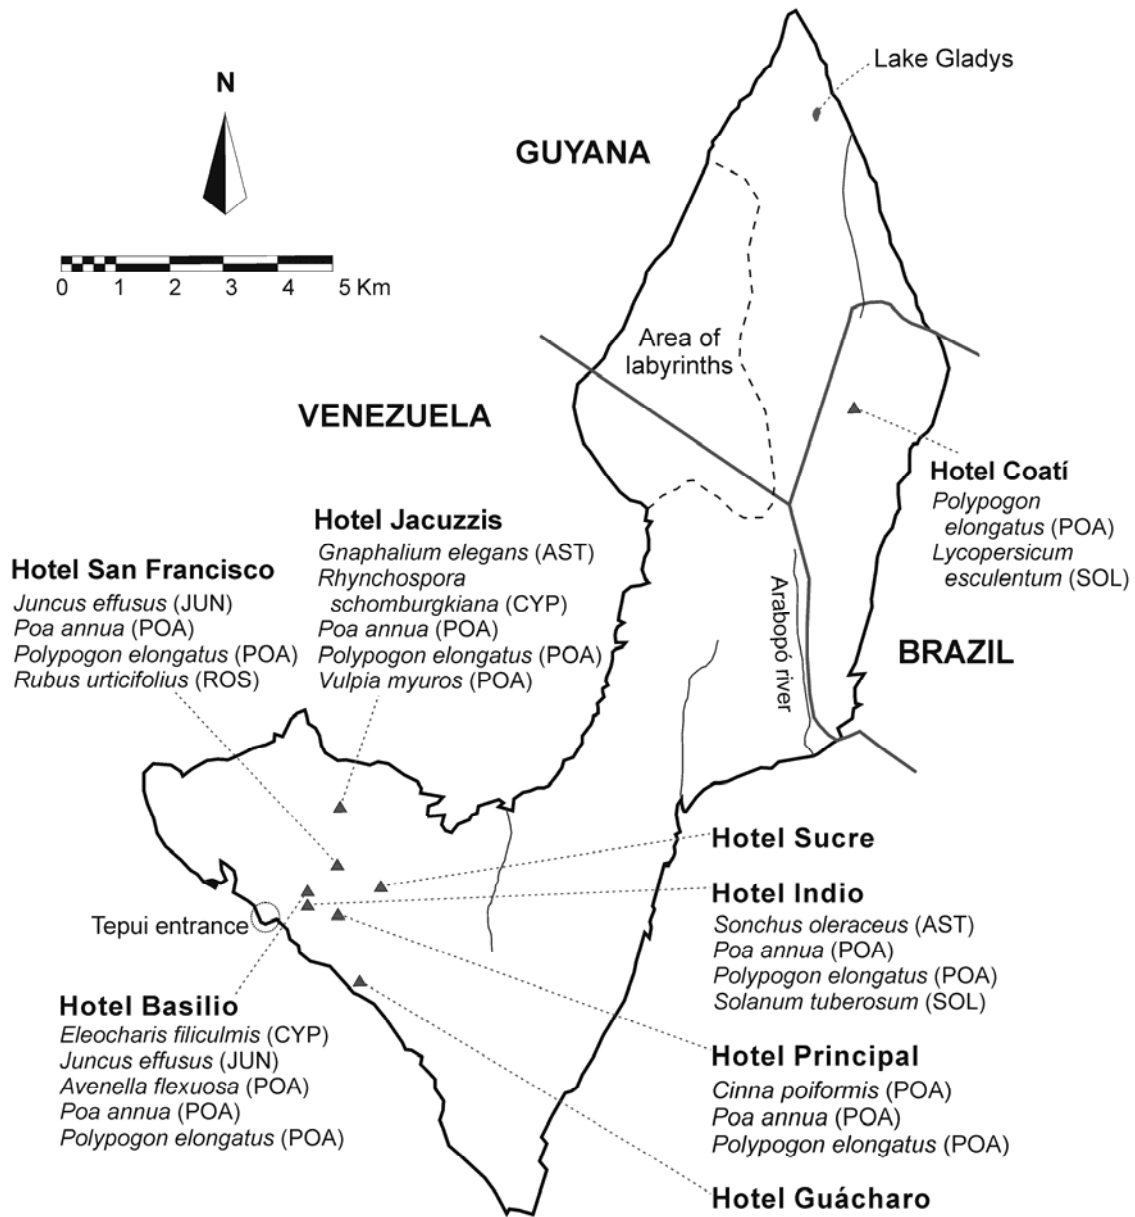 Lake Gladys
N
GUYANA
0 1 2 3 4 5 Km
Area of
labyrinths
VENEZUELA
Hotel Coatí
Polypogon
elongatus (POA)
Lycopersicum
esculentum (SOL)
Hotel Jacuzzis
Gnaphalium elegans (AST)
Rhynchospora
schomburgkiana (CYP)
Poa annua (POA)
Polypogon elongatus (POA)
Vulpia myuros (POA)
Hotel San Francisco
Juncus effusus (JUN)
Poa annua (POA)
Polypogon elongatus (POA)
Rubus urticifolius (ROS)
Arabopó river
BRAZIL
Hotel Sucre
Hotel Indio
Sonchus oleraceus (AST)
Poa annua (POA)
Polypogon elongatus (POA)
Solanum tuberosum (SOL)
Tepui entrance
Hotel Basilio
Eleocharis filiculmis (CYP)
Juncus effusus (JUN)
Avenella flexuosa (POA)
Poa annua (POA)
Polypogon elongatus (POA)
Hotel Principal
Cinna poiformis (POA)
Poa annua (POA)
Polypogon elongatus (POA)
Hotel Guácharo